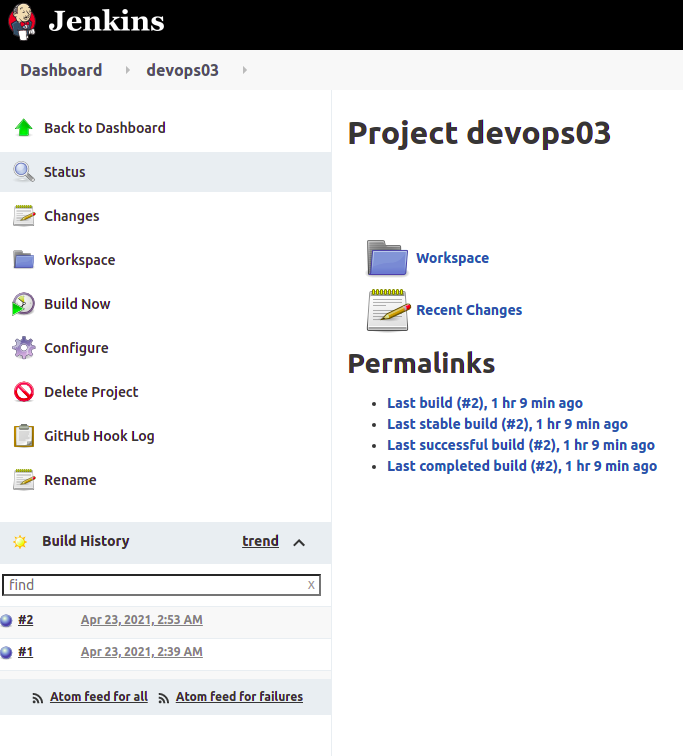 Jenkins
Dashboard devops03
Back to Dashboard
Status
Changes
Workspace
Build Now
Configure
Delete Project
GitHub Hook Log
Rename
Build History trend
find X
#2 Apr 23, 2021, 2:53 AM
#1 Apr 23, 2021, 2:39 AM
Atom feed for all Atom feed for failures
Project devops03
Workspace
Recent Changes
Permalinks
Last build (#2), 1 hr 9 min ago
Last stable build (#2), 1 hr 9 min ago
Last successful build (#2), 1 hr 9 min ago
Last completed build (#2), 1 hr 9 min ago